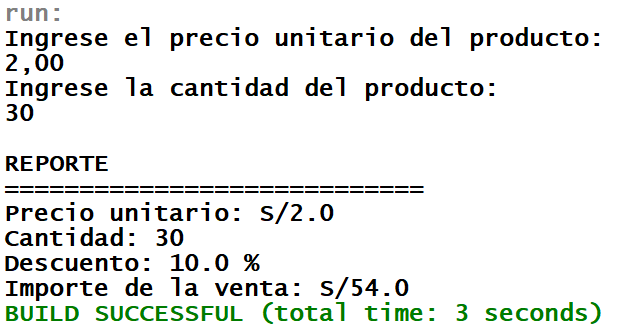 run:
Ingrese el precio unitario del producto:
2,00
Ingrese la cantidad del producto:
30
REPORTE
============================
Precio unitario: S/2.0
Cantidad: 30
Descuento: 10.0 %
Importe de la venta: S/54.0
BUILD SUCCESSFUL (total time: 3 seconds)